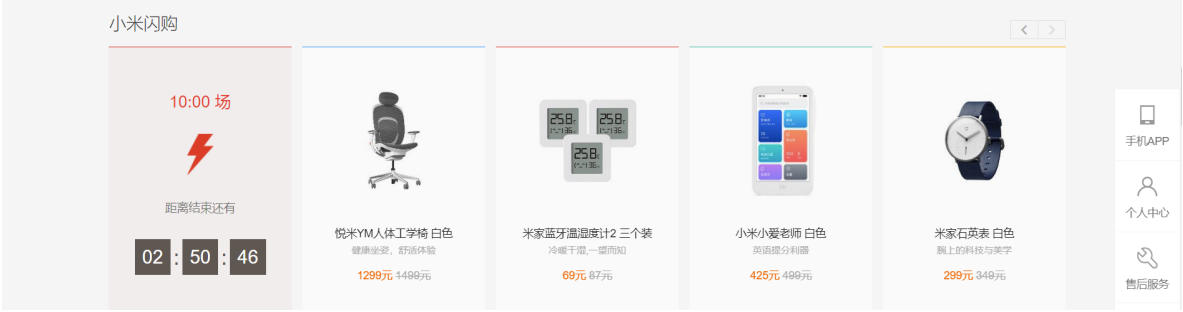 小米闪购
10:00 场
距离结束还有
02 : 50 : 46
25.8
25.8
25.8
悦米YM人体工学椅 白色
健康坐姿，舒适体验
1299元 1499元
米家蓝牙温湿度计2 三个装
冷暖干湿,一望而知
69元 87元
小米小爱老师 白色
英语提分利器
425元 499元
米家石英表 白色
腕上的科技与美学
299元 349元
手机APP
个人中心
售后服务